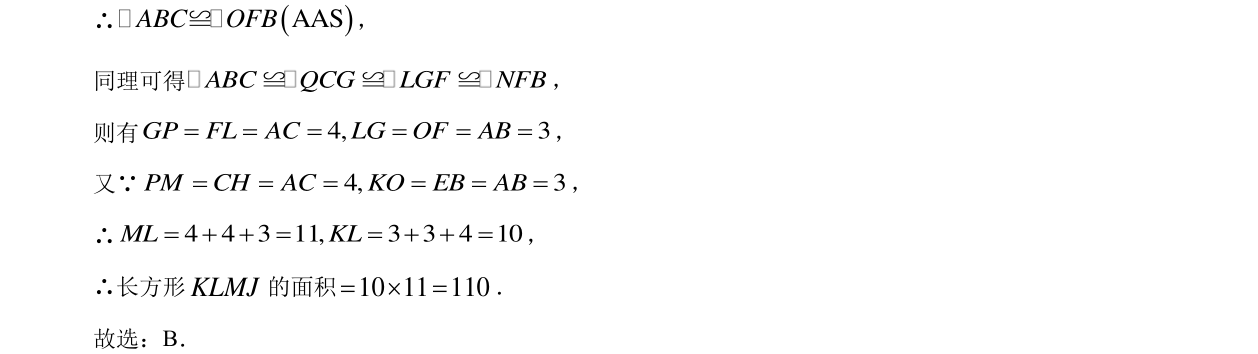 ∴□ABC≌□OFB(AAS),
同理可得□ABC≌□QCG≌□LGF≌□NFB,
则有GP=FL=AC=4,LG=OF=AB=3,
又∵PM=CH=AC=4,KO=EB=AB=3,
∴ML=4+4+3=11,KL=3+3+4=10,
∴长方形KLMJ的面积=10×11=110.
故选：B.